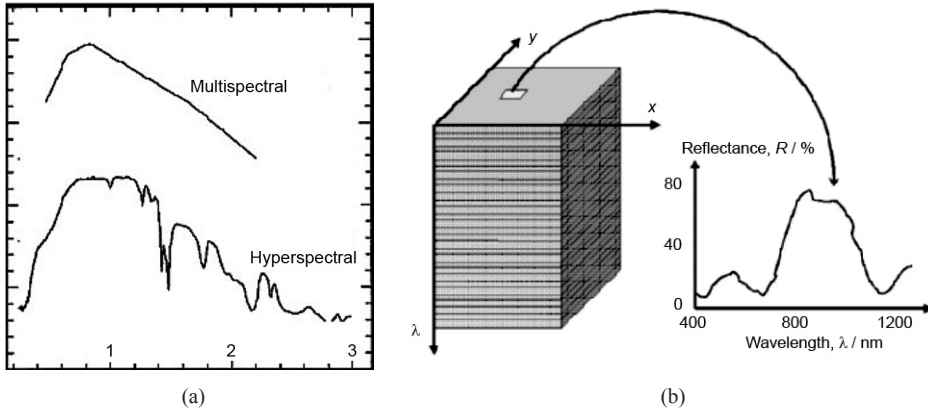 Multispectral
Hyperspectral
1 2 3
(a)
y
x
λ
Reflectance, R / %
80
40
0
400 800 1200
Wavelength, λ / nm
(b)